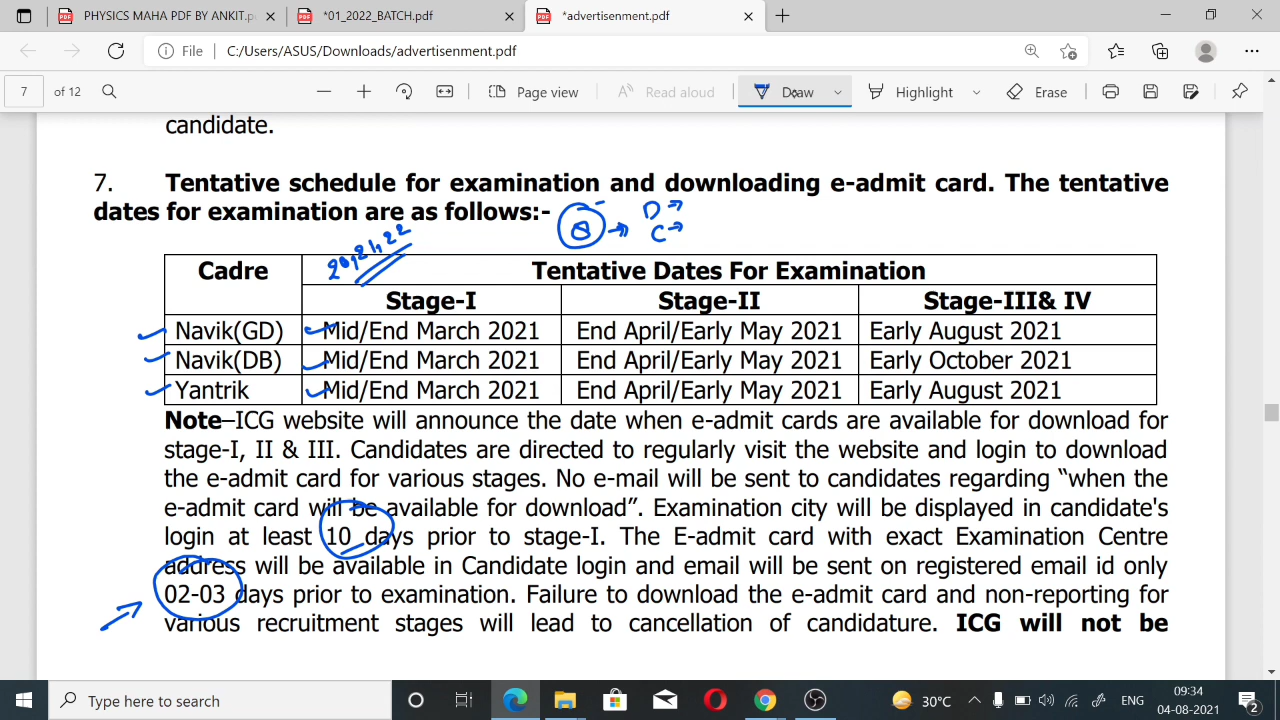 PHYSICS MAHA PDF BY ANKIT.p
*01_2022_BATCH.pdf
*advertisenment.pdf
File
C:/Users/ASUS/Downloads/advertisenment.pdf
7 of 12
Page view
Read aloud
Draw
Highlight
Erase
candidate.
7. Tentative schedule for examination and downloading e-admit card. The tentative
dates for examination are as follows:-
D
C
20,21,22
Cadre
Tentative Dates For Examination
Stage-I Stage-II Stage-III& IV
Navik(GD) Mid/End March 2021 End April/Early May 2021 Early August 2021
Navik(DB) Mid/End March 2021 End April/Early May 2021 Early October 2021
Yantrik Mid/End March 2021 End April/Early May 2021 Early August 2021
Note–ICG website will announce the date when e-admit cards are available for download for
stage-I, II & III. Candidates are directed to regularly visit the website and login to download
the e-admit card for various stages. No e-mail will be sent to candidates regarding “when the
e-admit card will be available for download”. Examination city will be displayed in candidate's
login at least 10 days prior to stage-I. The E-admit card with exact Examination Centre
address will be available in Candidate login and email will be sent on registered email id only
02-03 days prior to examination. Failure to download the e-admit card and non-reporting for
various recruitment stages will lead to cancellation of candidature. ICG will not be
Type here to search
30°C
ENG
09:34
04-08-2021
2